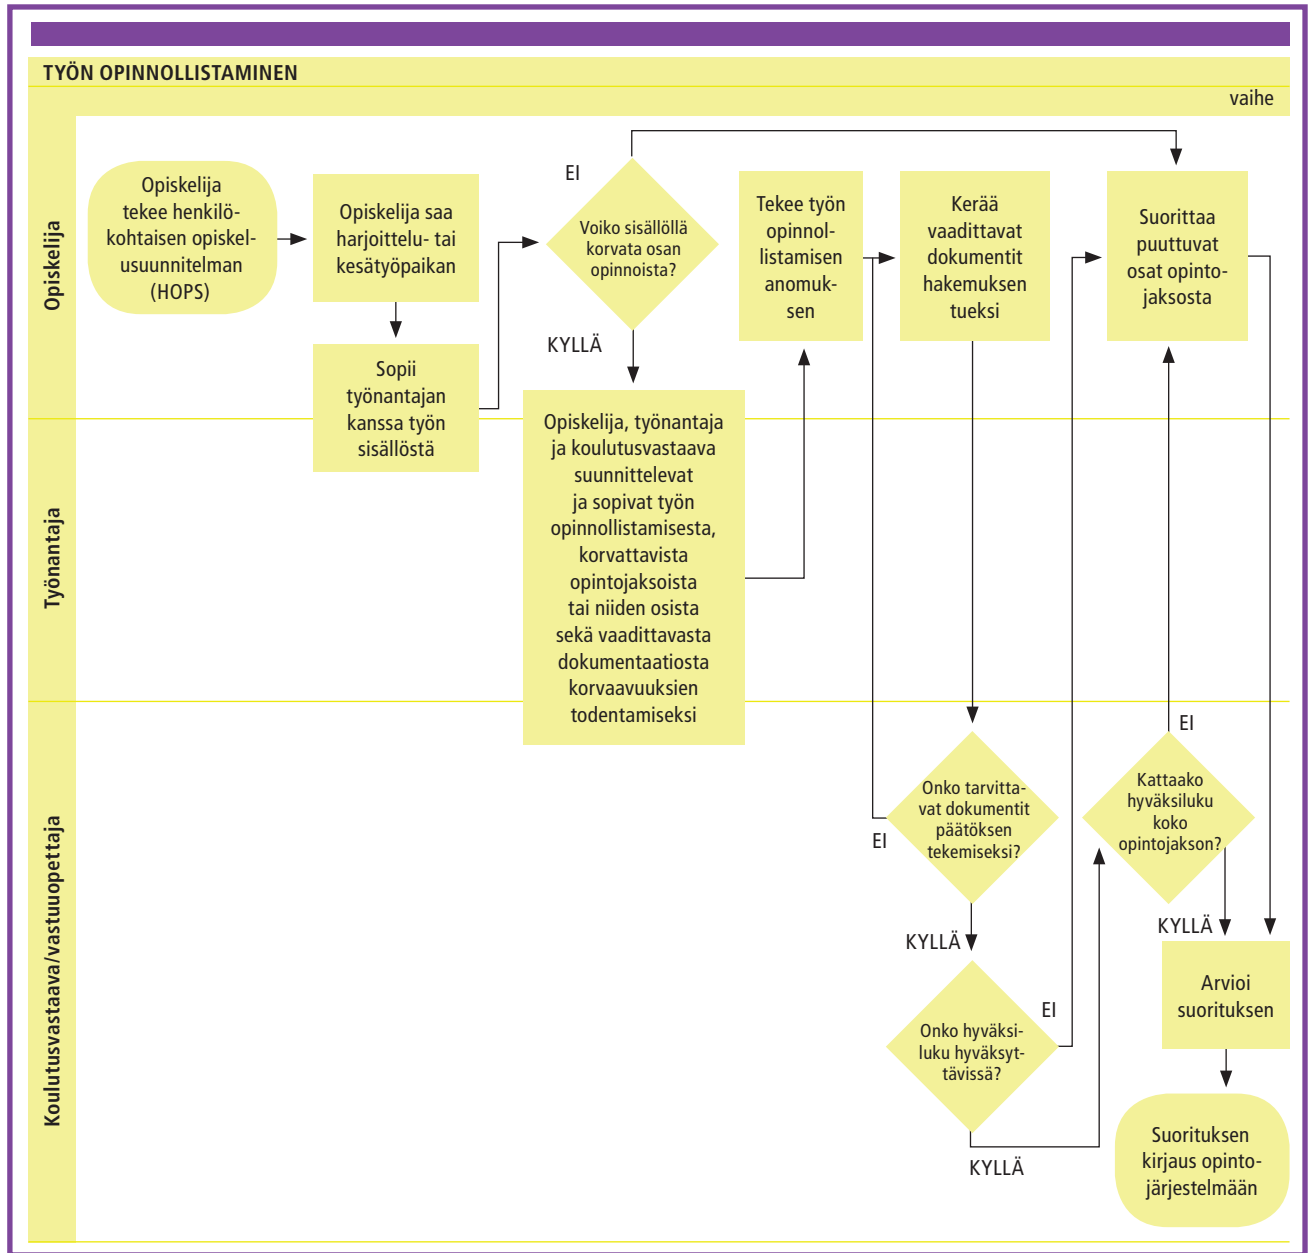 TYÖN OPINNOLLISTAMINEN
vaihe
Opiskelija
Opiskelija
tekee henkilö-
kohtaisen opiskel-
usuunnitelman
(HOPS)
Opiskelija saa
harjoittelu- tai
kesätyöpaikan
Sopii
työnantajan
kanssa työn
sisällöstä
EI
Voiko sisällöllä
korvata osan
opinnoista?
KYLLÄ
Opiskelija, työnantaja
ja koulutusvastaava
suunnittelevat
ja sopivat työn
opinnollistamisesta,
korvattavista
opintojaksoista
tai niiden osista
sekä vaadittavasta
dokumentaatiosta
korvaavuuksien
todentamiseksi
Tekee työn
opinnol-
listamisen
anomuk-
sen
Kerää
vaadittavat
dokumentit
hakemuksen
tueksi
Suorittaa
puuttuvat
osat opinto-
jaksosta
Työnantaja
Koulutusvastaava/vastuuopettaja
Onko tarvitta-
vat dokumentit
päätöksen
tekemiseksi?
EI
KYLLÄ
Onko hyväksi-
luku hyväksyt-
tävissä?
EI
KYLLÄ
EI
Kattaako
hyväksiluku
koko
opintojakson?
KYLLÄ
Arvioi
suorituksen
Suorituksen
kirjaus opinto-
järjestelmään